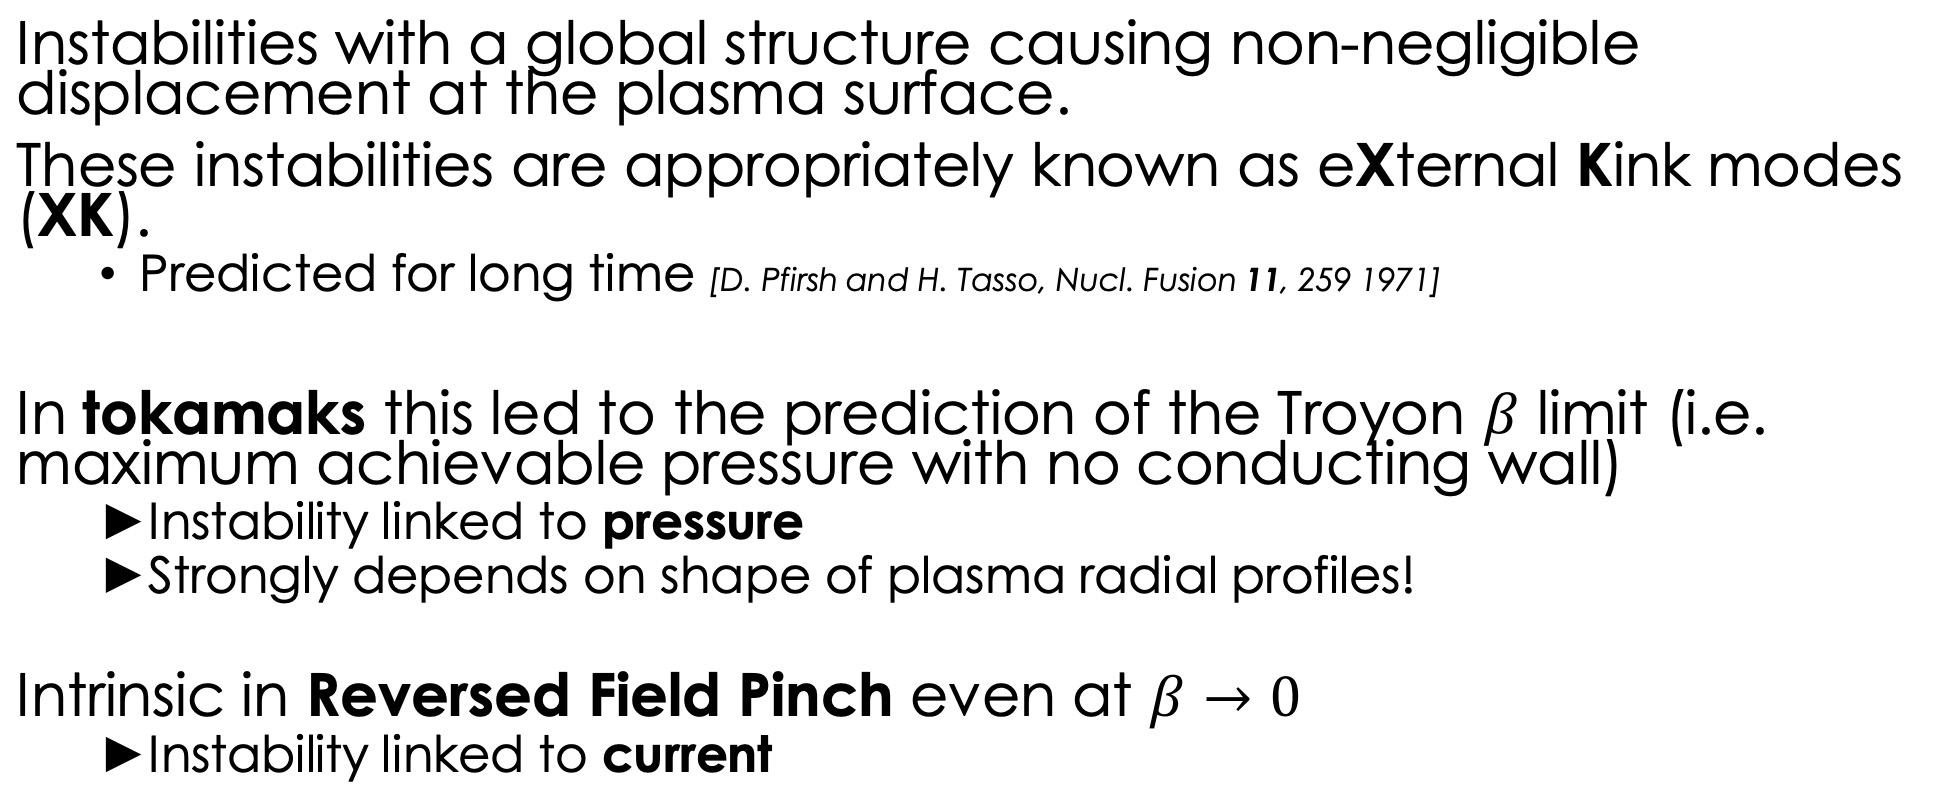 Instabilities with a global structure causing non-negligible
displacement at the plasma surface.
These instabilities are appropriately known as eXternal Kink modes
(XK).
• Predicted for long time [D. Pfirsh and H. Tasso, Nucl. Fusion 11, 259 1971]
In tokamaks this led to the prediction of the Troyon β limit (i.e.
maximum achievable pressure with no conducting wall)
►Instability linked to pressure
►Strongly depends on shape of plasma radial profiles!
Intrinsic in Reversed Field Pinch even at β → 0
►Instability linked to current